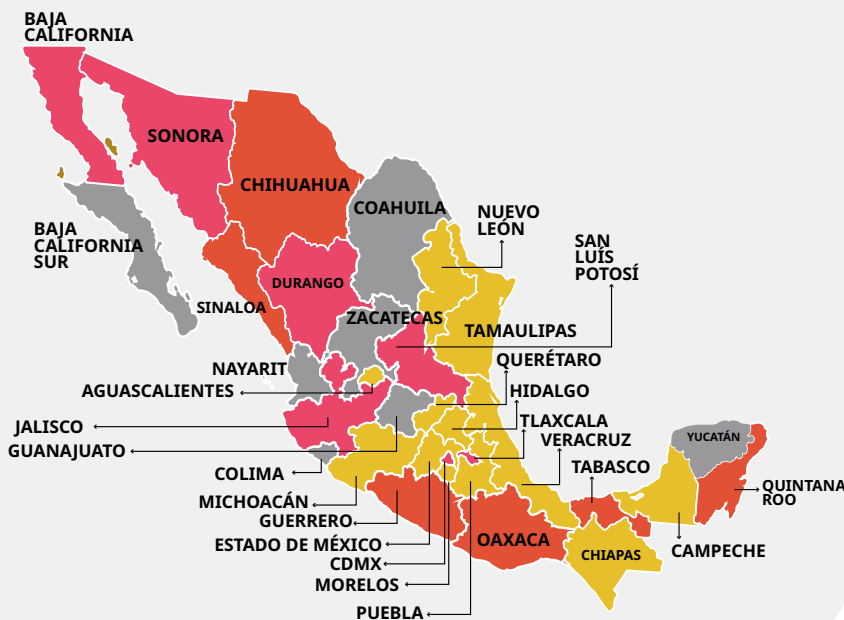 BAJA
CALIFORNIA
SONORA
CHIHUAHUA
COAHUILA
NUEVO
LEÓN
BAJA
CALIFORNIA
SUR
SAN
LUÍS
POTOSÍ
DURANGO
SINALOA
ZACATECAS
TAMAULIPAS
NAYARIT
QUERÉTARO
AGUASCALIENTES
HIDALGO
TLAXCALA
JALISCO
VERACRUZ
YUCATÁN
GUANAJUATO
TABASCO
COLIMA
QUINTANA
ROO
MICHOACÁN
GUERRERO
OAXACA
ESTADO DE MÉXICO
CAMPECHE
CHIAPAS
CDMX
MORELOS
PUEBLA